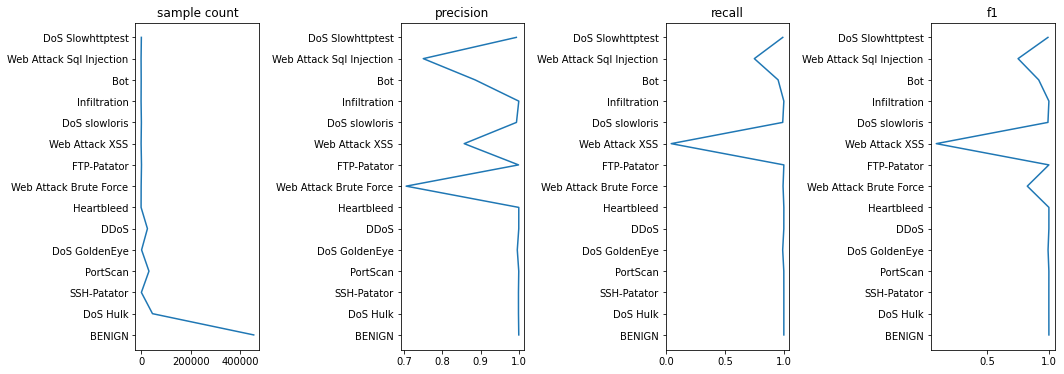 sample count
DoS Slowhttptest
Web Attack Sql Injection
Bot
Infiltration
DoS slowloris
Web Attack XSS
FTP-Patator
Web Attack Brute Force
Heartbleed
DDoS
DoS GoldenEye
PortScan
SSH-Patator
DoS Hulk
BENIGN
0 200000 400000
precision
DoS Slowhttptest
Web Attack Sql Injection
Bot
Infiltration
DoS slowloris
Web Attack XSS
FTP-Patator
Web Attack Brute Force
Heartbleed
DDoS
DoS GoldenEye
PortScan
SSH-Patator
DoS Hulk
BENIGN
0.7 0.8 0.9 1.0
recall
DoS Slowhttptest
Web Attack Sql Injection
Bot
Infiltration
DoS slowloris
Web Attack XSS
FTP-Patator
Web Attack Brute Force
Heartbleed
DDoS
DoS GoldenEye
PortScan
SSH-Patator
DoS Hulk
BENIGN
0.0 0.5 1.0
f1
DoS Slowhttptest
Web Attack Sql Injection
Bot
Infiltration
DoS slowloris
Web Attack XSS
FTP-Patator
Web Attack Brute Force
Heartbleed
DDoS
DoS GoldenEye
PortScan
SSH-Patator
DoS Hulk
BENIGN
0.5 1.0